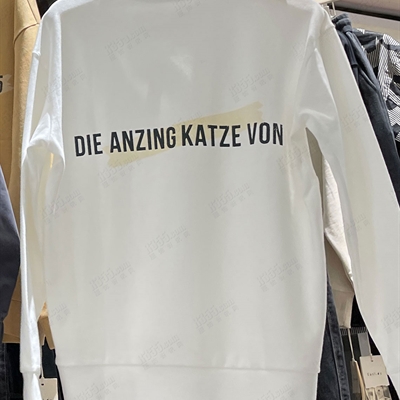 DIE ANZING KATZE VON